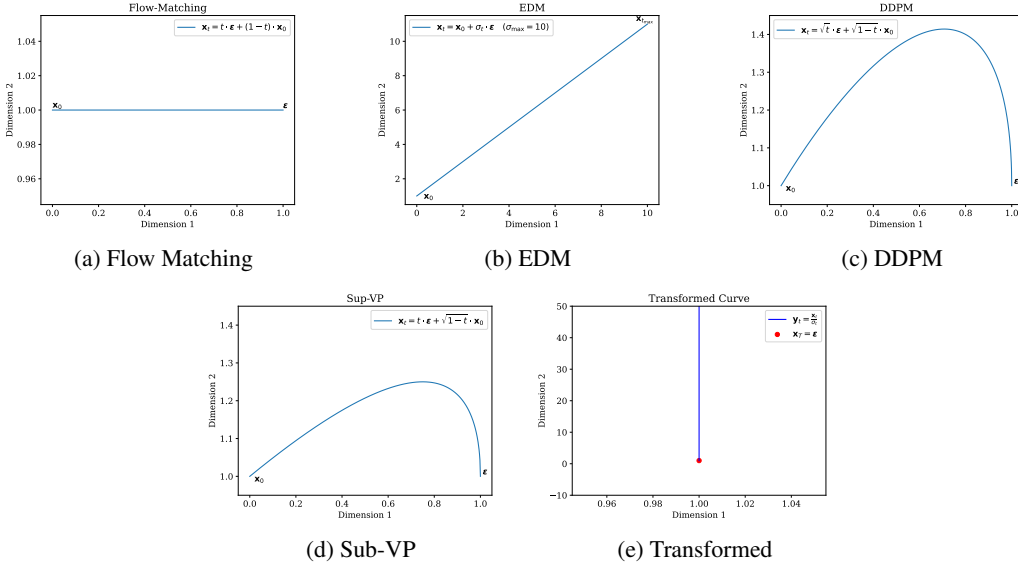 Flow-Matching
x_t = t · ε + (1 − t) · x_0
1.04
1.02
1.00
0.98
0.96
x_0
ε
Dimension 2
0.0 0.2 0.4 0.6 0.8 1.0
Dimension 1
(a) Flow Matching
EDM
x_t = x_0 + σ_t · ε (σ_max = 10)
x_{t_max}
10
8
6
4
2
x_0
Dimension 2
0 2 4 6 8 10
Dimension 1
(b) EDM
DDPM
x_t = √t · ε + √1 − t · x_0
1.4
1.3
1.2
1.1
1.0
x_0
ε
Dimension 2
0.0 0.2 0.4 0.6 0.8 1.0
Dimension 1
(c) DDPM
Sup-VP
x_t = t · ε + √1 − t · x_0
1.4
1.3
1.2
1.1
1.0
x_0
ε
Dimension 2
0.0 0.2 0.4 0.6 0.8 1.0
Dimension 1
(d) Sub-VP
Transformed Curve
y_t = x_t/σ_t
x_T = ε
50
40
30
20
10
0
−10
Dimension 2
0.96 0.98 1.00 1.02 1.04
Dimension 1
(e) Transformed